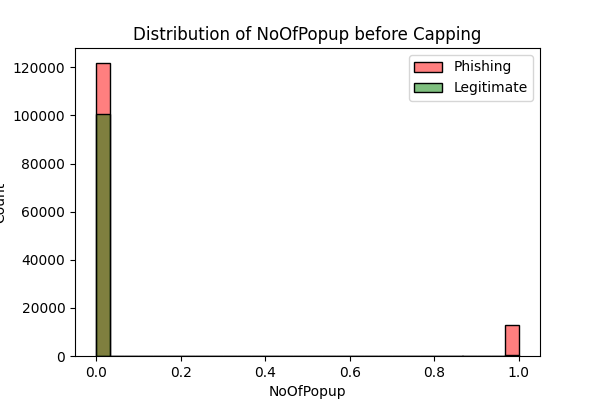 Distribution of NoOfPopup before Capping
Phishing
Legitimate
120000
100000
80000
60000
40000
20000
0
Count
0.0 0.2 0.4 0.6 0.8 1.0
NoOfPopup